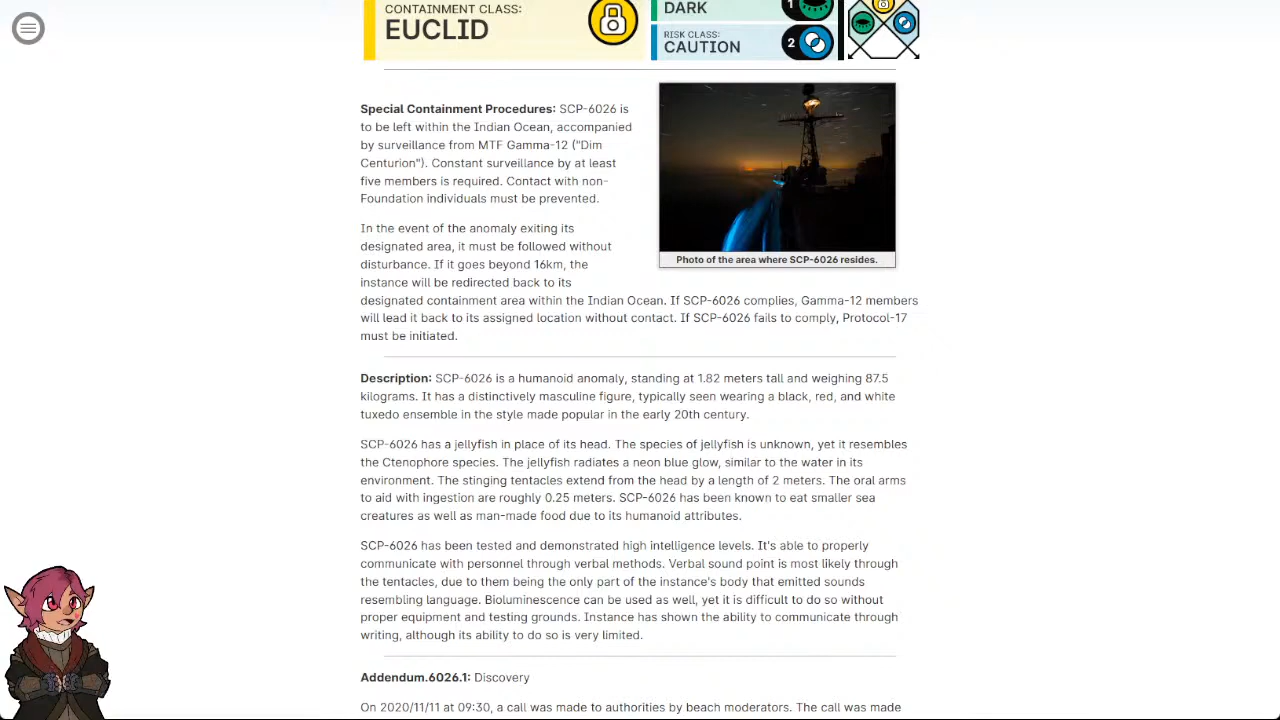 CONTAINMENT CLASS:
EUCLID
DARK
1
RISK CLASS:
CAUTION
2
Special Containment Procedures: SCP-6026 is
to be left within the Indian Ocean, accompanied
by surveillance from MTF Gamma-12 ("Dim
Centurion"). Constant surveillance by at least
five members is required. Contact with non-
Foundation individuals must be prevented.
In the event of the anomaly exiting its
designated area, it must be followed without
disturbance. If it goes beyond 16km, the
instance will be redirected back to its
designated containment area within the Indian Ocean. If SCP-6026 complies, Gamma-12 members
will lead it back to its assigned location without contact. If SCP-6026 fails to comply, Protocol-17
must be initiated.
Photo of the area where SCP-6026 resides.
Description: SCP-6026 is a humanoid anomaly, standing at 1.82 meters tall and weighing 87.5
kilograms. It has a distinctively masculine figure, typically seen wearing a black, red, and white
tuxedo ensemble in the style made popular in the early 20th century.
SCP-6026 has a jellyfish in place of its head. The species of jellyfish is unknown, yet it resembles
the Ctenophore species. The jellyfish radiates a neon blue glow, similar to the water in its
environment. The stinging tentacles extend from the head by a length of 2 meters. The oral arms
to aid with ingestion are roughly 0.25 meters. SCP-6026 has been known to eat smaller sea
creatures as well as man-made food due to its humanoid attributes.
SCP-6026 has been tested and demonstrated high intelligence levels. It's able to properly
communicate with personnel through verbal methods. Verbal sound point is most likely through
the tentacles, due to them being the only part of the instance's body that emitted sounds
resembling language. Bioluminescence can be used as well, yet it is difficult to do so without
proper equipment and testing grounds. Instance has shown the ability to communicate through
writing, although its ability to do so is very limited.
Addendum.6026.1: Discovery
On 2020/11/11 at 09:30, a call was made to authorities by beach moderators. The call was made